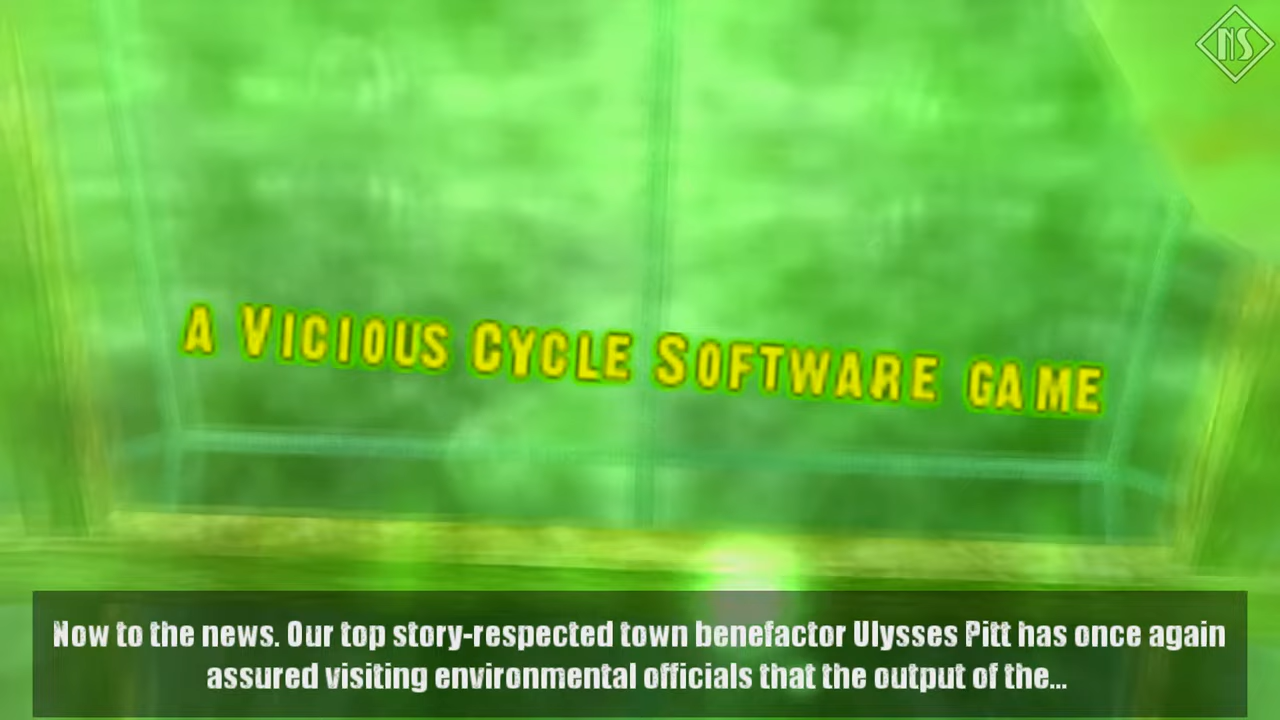 NS
A VICIOUS CYCLE SOFTWARE GAME
Now to the news. Our top story-respected town benefactor Ulysses Pitt has once again
assured visiting environmental officials that the output of the...